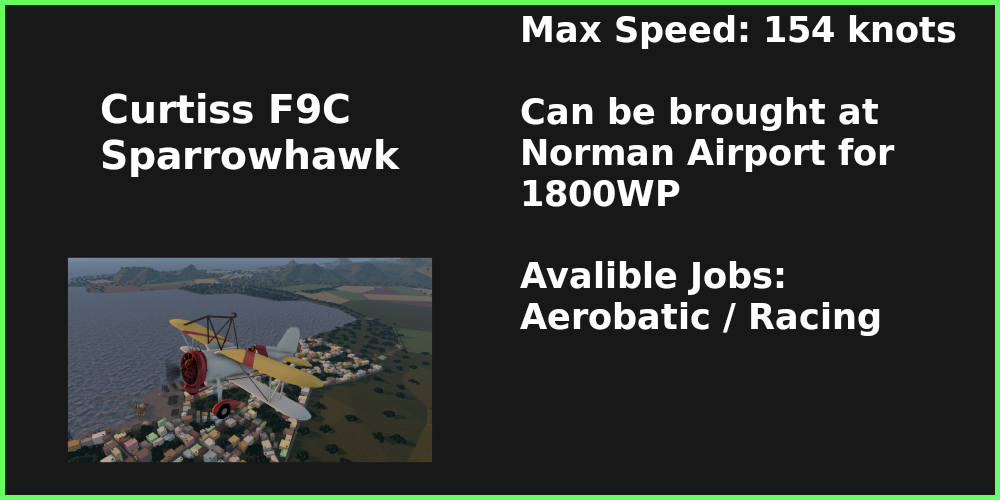 Curtiss F9C
Sparrowhawk
Max Speed: 154 knots
Can be brought at
Norman Airport for
1800WP
Avalible Jobs:
Aerobatic / Racing